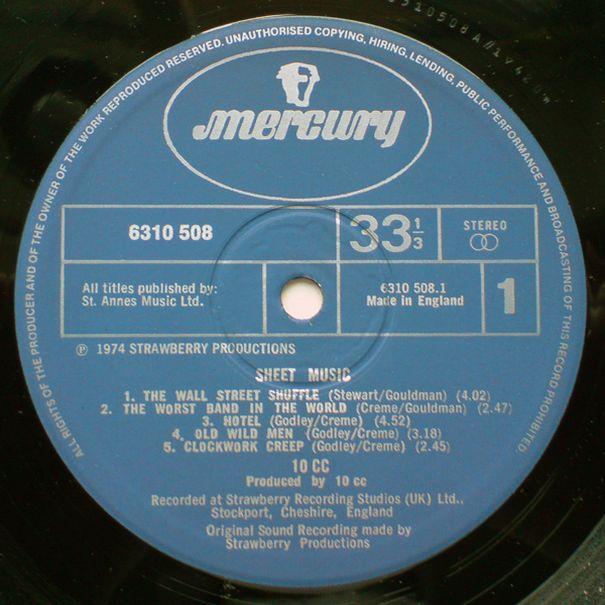 ALL RIGHTS OF THE PRODUCER AND OF THE OWNER OF THE WORK REPRODUCED RESERVED. UNAUTHORISED COPYING, HIRING, LENDING, PUBLIC PERFORMANCE AND BROADCASTING OF THIS RECORD PROHIBITED.
mercury
6310 508
33 1/3
STEREO
All titles published by:
St. Annes Music Ltd.
6310 508.1
Made in England
1
℗ 1974 STRAWBERRY PRODUCTIONS
SHEET MUSIC
1. THE WALL STREET SHUFFLE (Stewart/Gouldman) (4.02)
2. THE WORST BAND IN THE WORLD (Creme/Gouldman) (2.47)
3. HOTEL (Godley/Creme) (4.52)
4. OLD WILD MEN (Godley/Creme) (3.18)
5. CLOCKWORK CREEP (Godley/Creme) (2.45)
10 CC
Produced by 10 cc
Recorded at Strawberry Recording Studios (UK) Ltd.,
Stockport, Cheshire, England
Original Sound Recording made by
Strawberry Productions